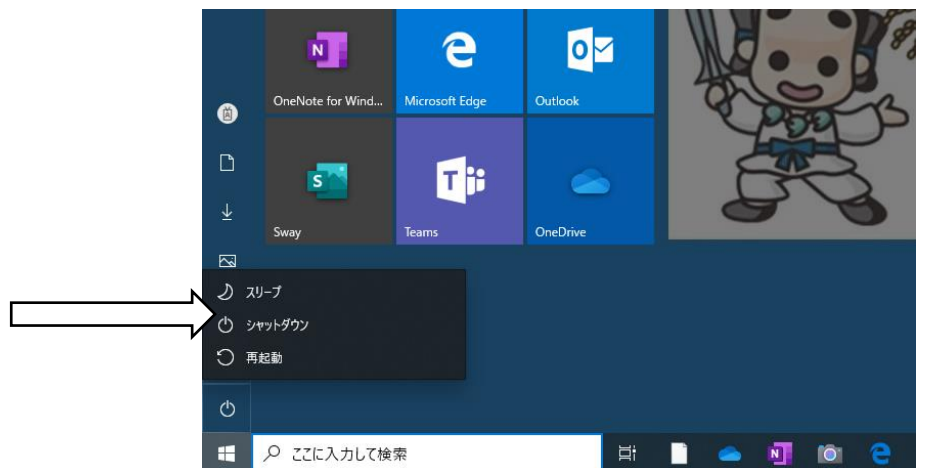 OneNote for Wind...
Microsoft Edge
Outlook
Sway
Teams
OneDrive
スリープ
シャットダウン
再起動
ここに入力して検索